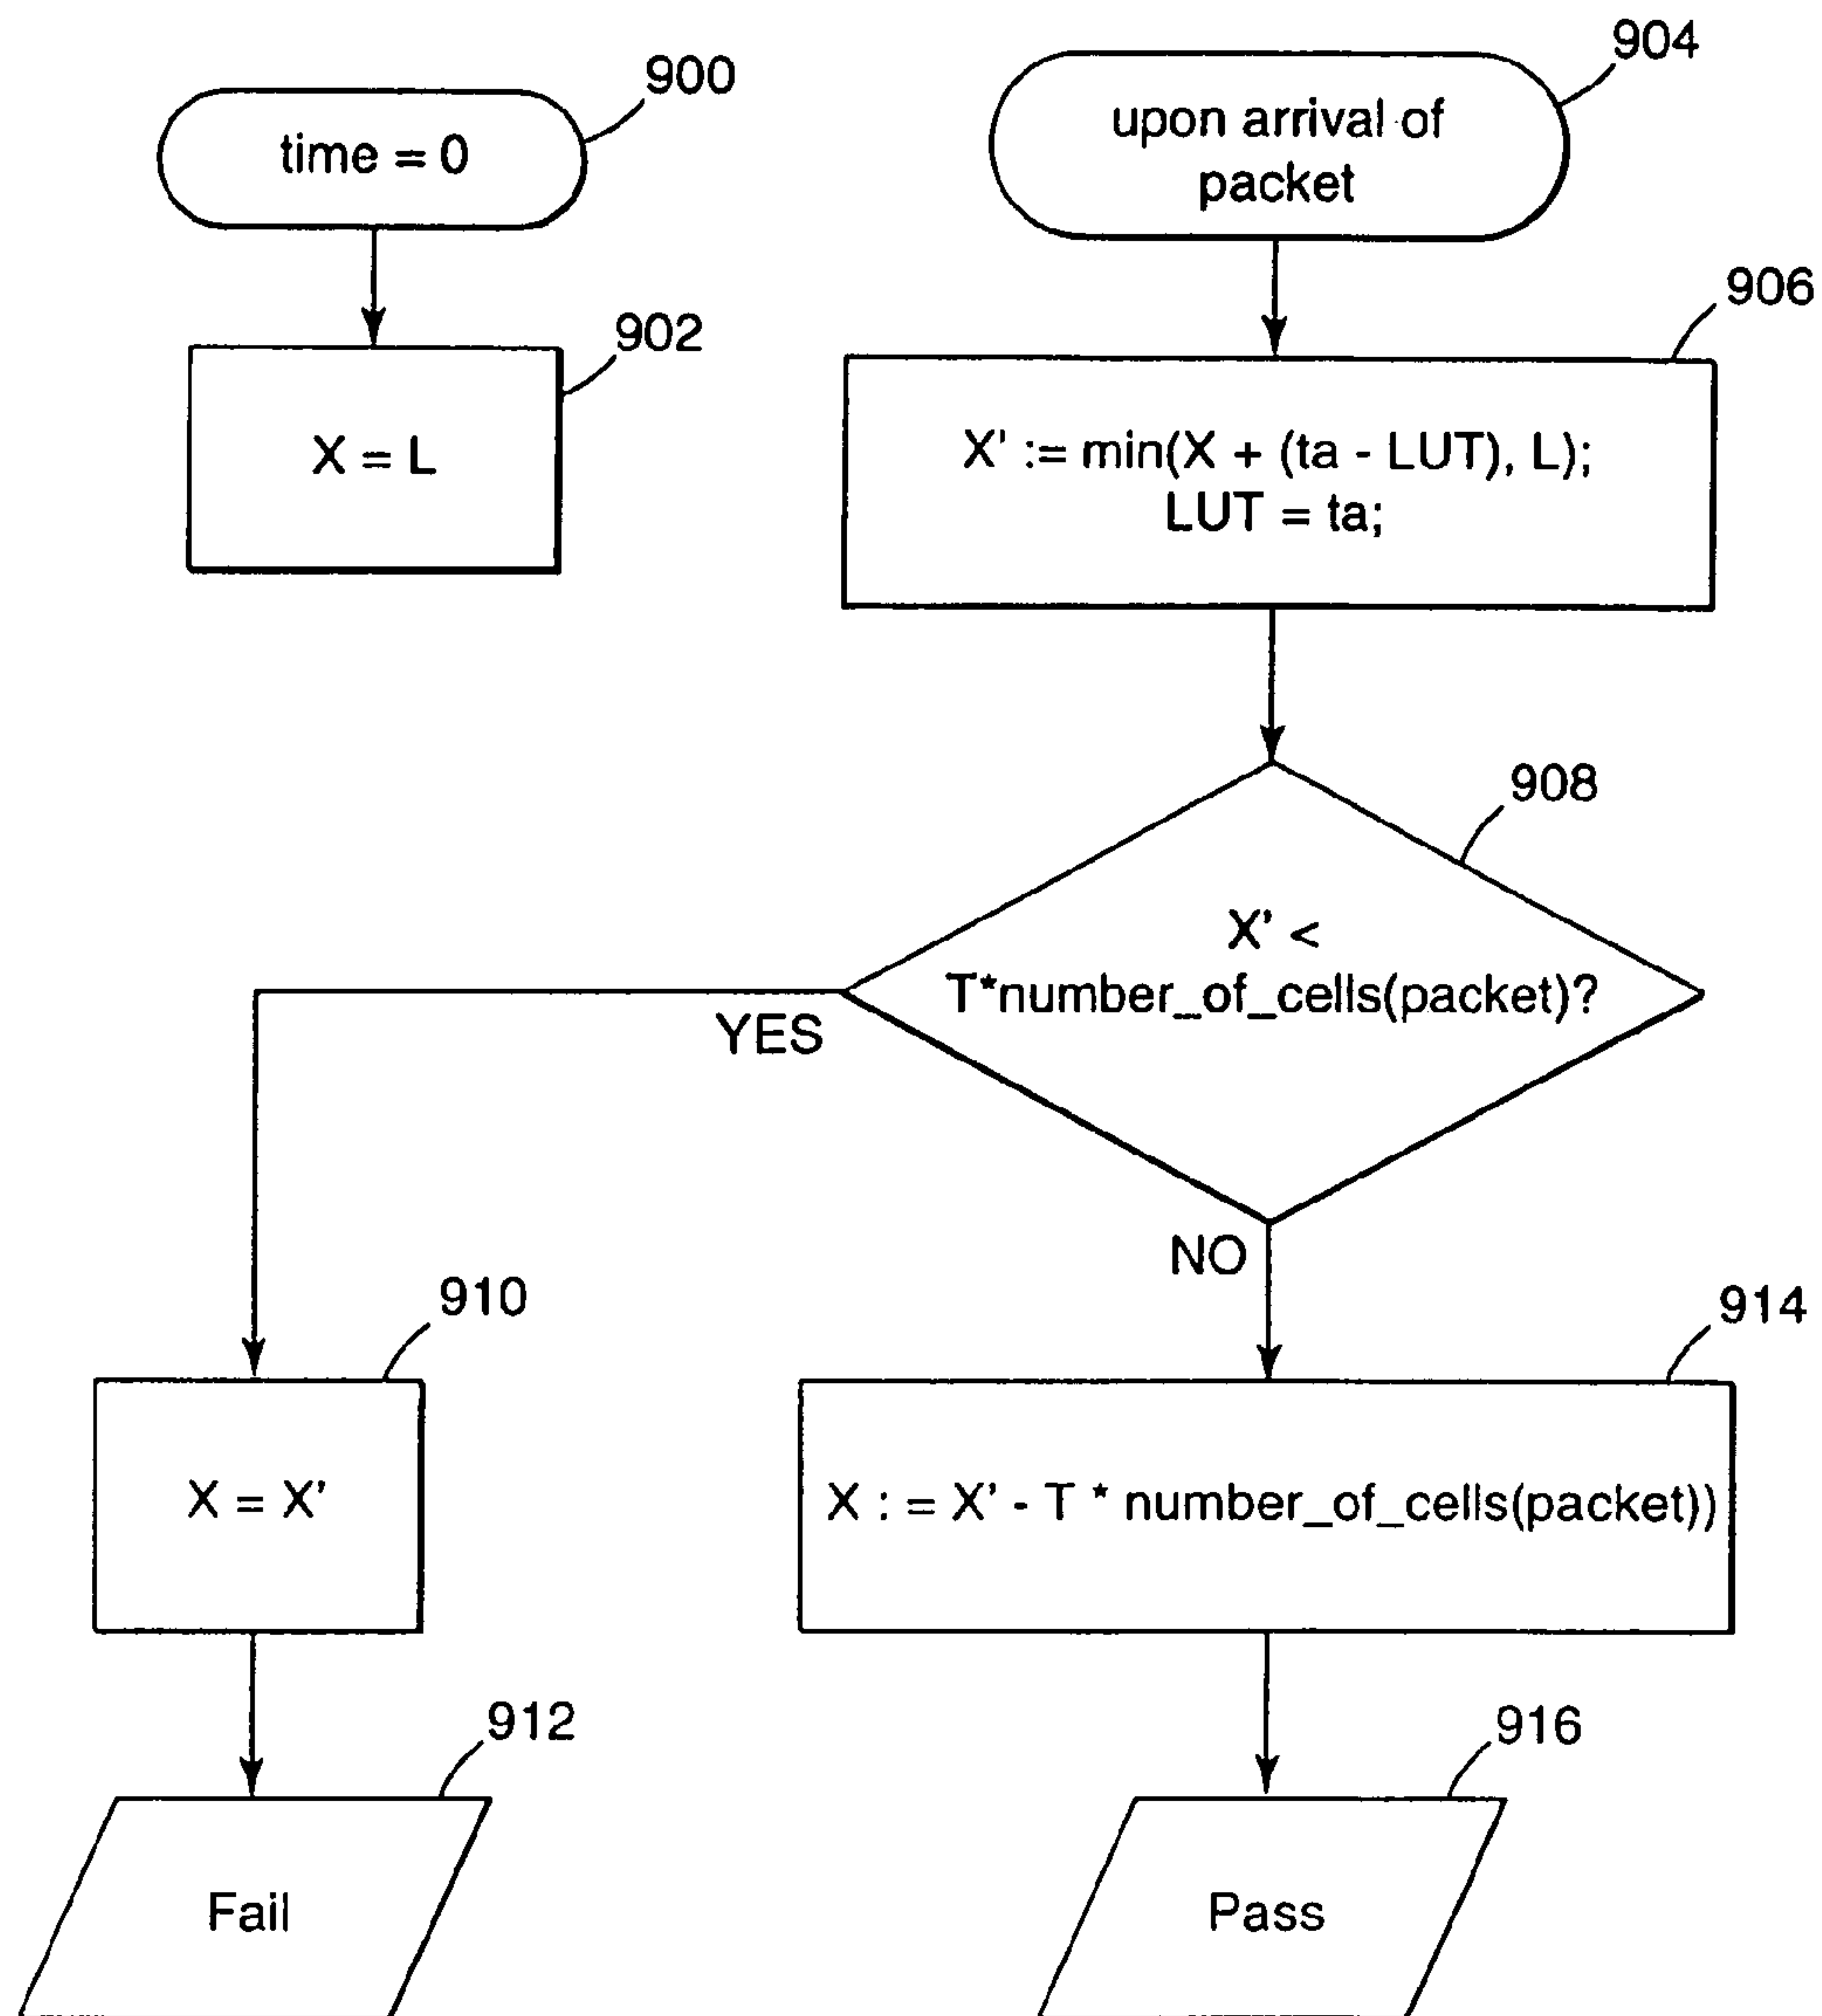 900
time = 0
902
X = L
904
upon arrival of
packet
906
X' := min(X + (ta - LUT), L);
LUT = ta;
908
X' <
T*number_of_cells(packet)?
YES
NO
910
X = X'
912
Fail
914
X : = X' - T * number_of_cells(packet))
916
Pass